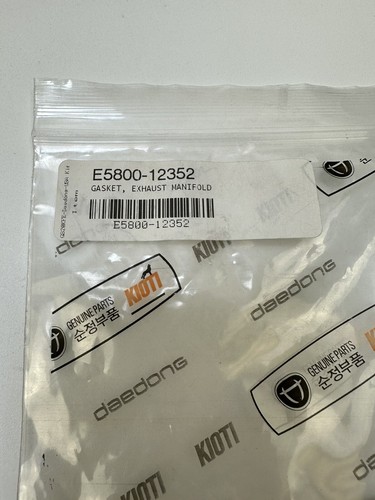 E5800-12352
GASKET, EXHAUST MANIFOLD
E5800-12352
KIOTI
GENUINE PARTS
순정부품
KIOTI
daedong
GENUINE PARTS
순정부품
daedong
KIOTI
KIOTI
daedong